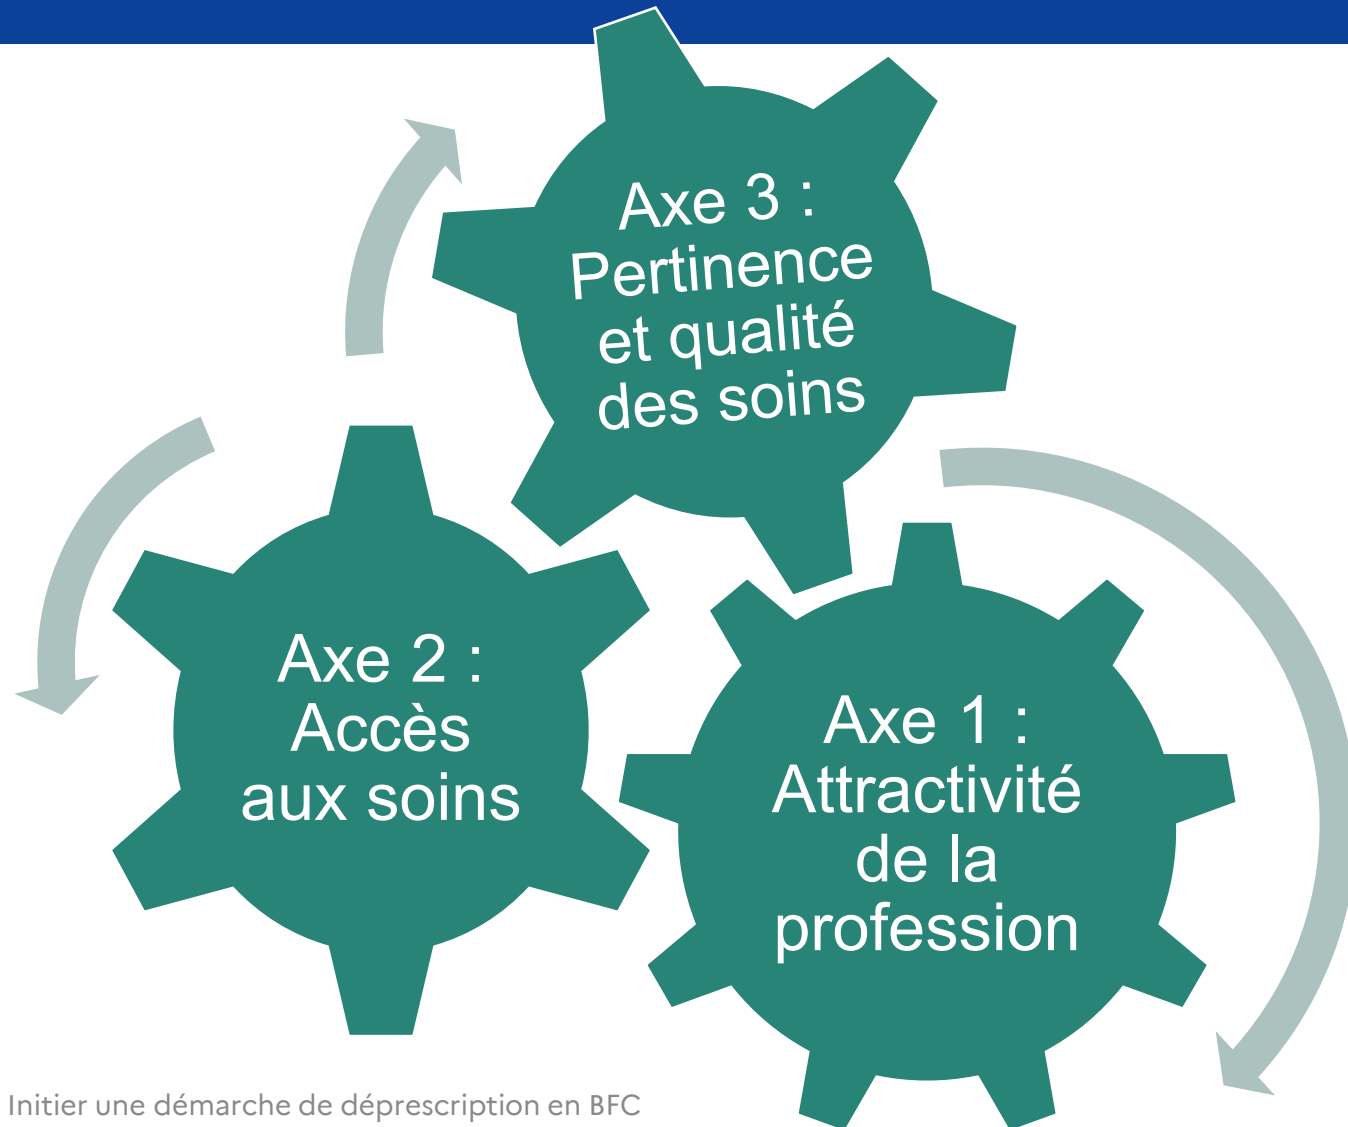 Axe 3 :
Pertinence
et qualité
des soins
Axe 2 :
Accès
aux soins
Axe 1 :
Attractivité
de la
profession
Initier une démarche de déprescription en BFC